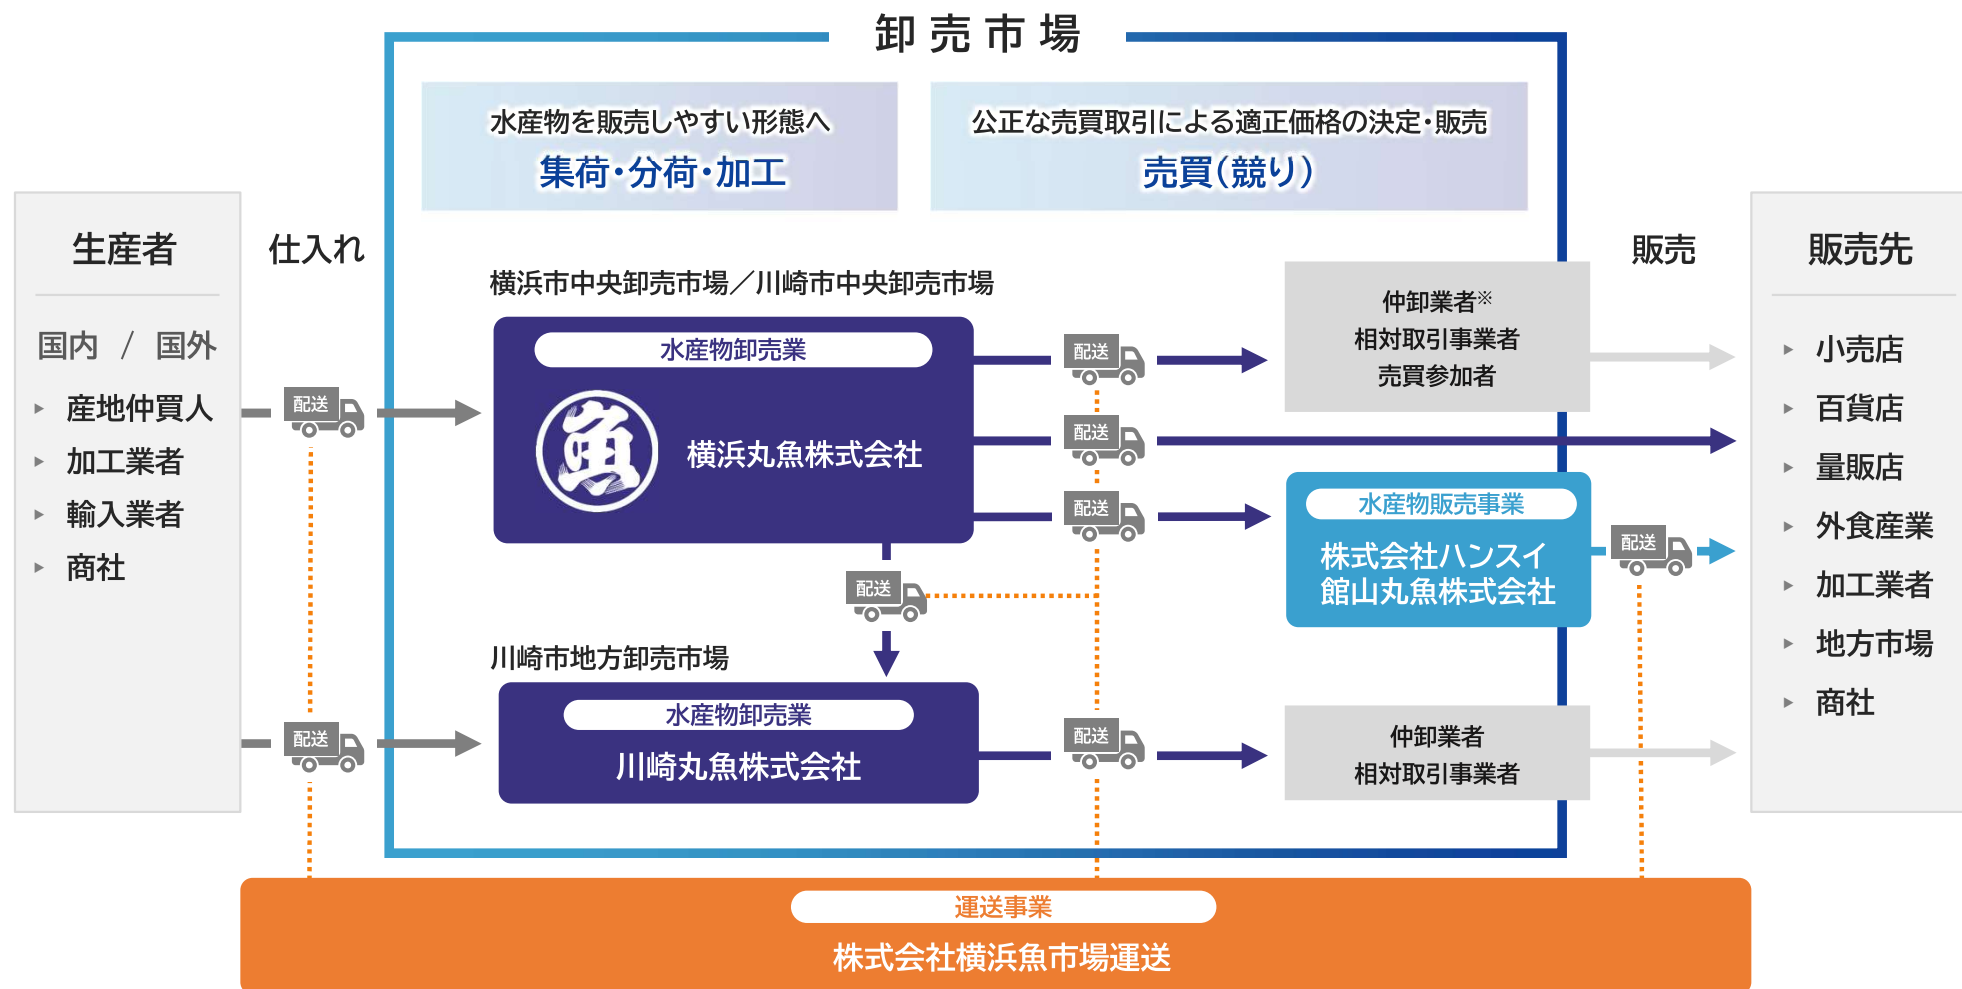 卸売市場
水産物を販売しやすい形態へ
集荷・分荷・加工
公正な売買取引による適正価格の決定・販売
売買（競り）
生産者
国内 / 国外
産地仲買人
加工業者
輸入業者
商社
仕入れ
配送
配送
横浜市中央卸売市場／川崎市中央卸売市場
水産物卸売業
魚
横浜丸魚株式会社
配送
配送
配送
配送
川崎市地方卸売市場
水産物卸売業
川崎丸魚株式会社
配送
仲卸業者※
相対取引事業者
売買参加者
水産物販売事業
株式会社ハンスイ
館山丸魚株式会社
仲卸業者
相対取引事業者
販売
配送
販売先
小売店
百貨店
量販店
外食産業
加工業者
地方市場
商社
運送事業
株式会社横浜魚市場運送